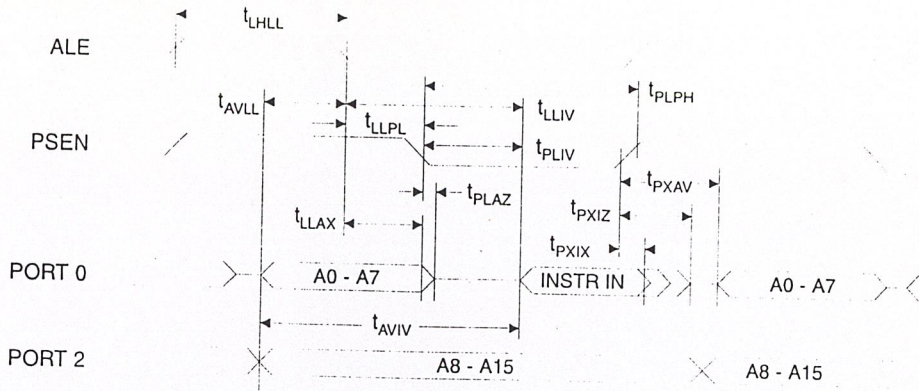 tLHLL
ALE
tPLPH
tAVLL
tLLIV
tLLPL
PSEN
tPLIV
tPXAV
tPLAZ
tPXIZ
tLLAX
tPXIX
PORT 0
A0 - A7
INSTR IN
A0 - A7
tAVIV
PORT 2
A8 - A15
A8 - A15